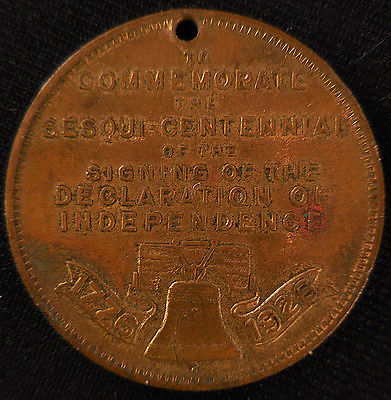 TO
COMMEMORATE
THE
SESQUI-CENTENNIAL
OF THE
SIGNING OF THE
DECLARATION OF
INDEPENDENCE
1776 1926